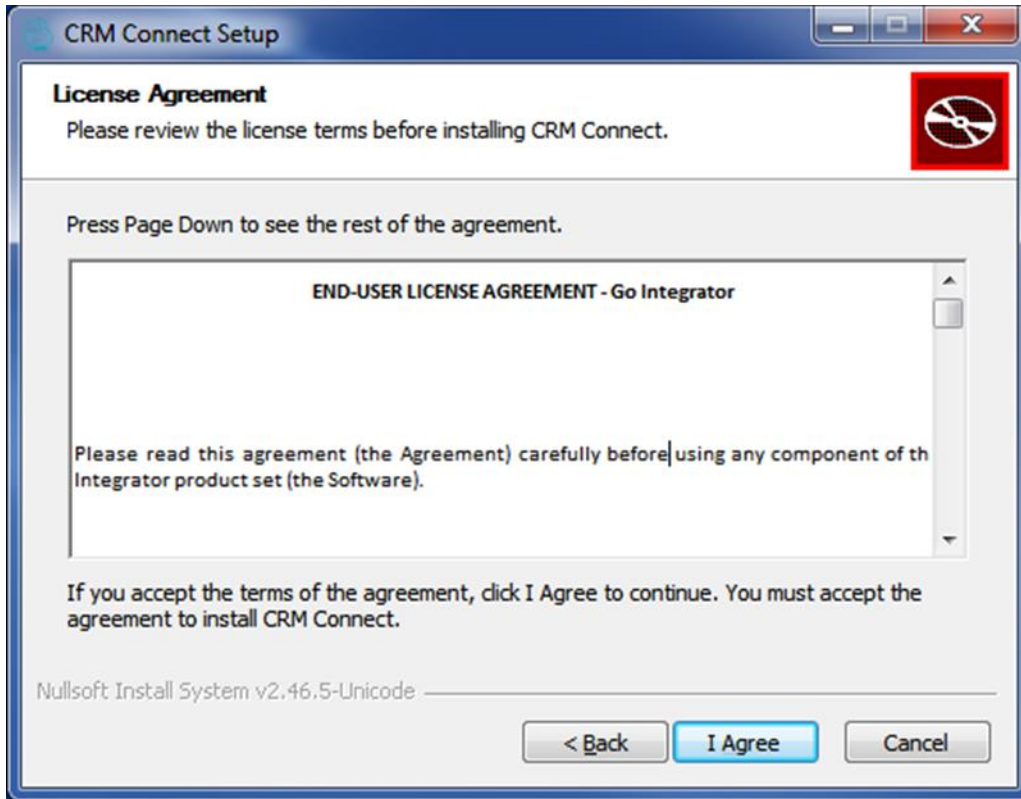 CRM Connect Setup
License Agreement
Please review the license terms before installing CRM Connect.
Press Page Down to see the rest of the agreement.
END-USER LICENSE AGREEMENT - Go Integrator
Please read this agreement (the Agreement) carefully before using any component of th
Integrator product set (the Software).
If you accept the terms of the agreement, click I Agree to continue. You must accept the
agreement to install CRM Connect.
Nullsoft Install System v2.46.5-Unicode
< Back
I Agree
Cancel